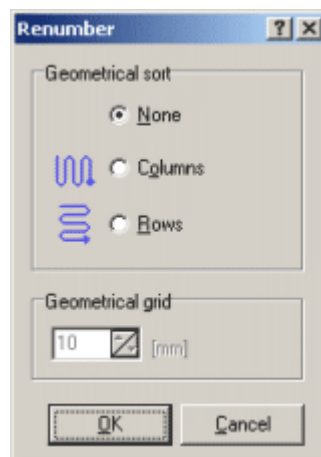 Renumber
Geometrical sort
None
Columns
Rows
Geometrical grid
10 [mm]
OK Cancel